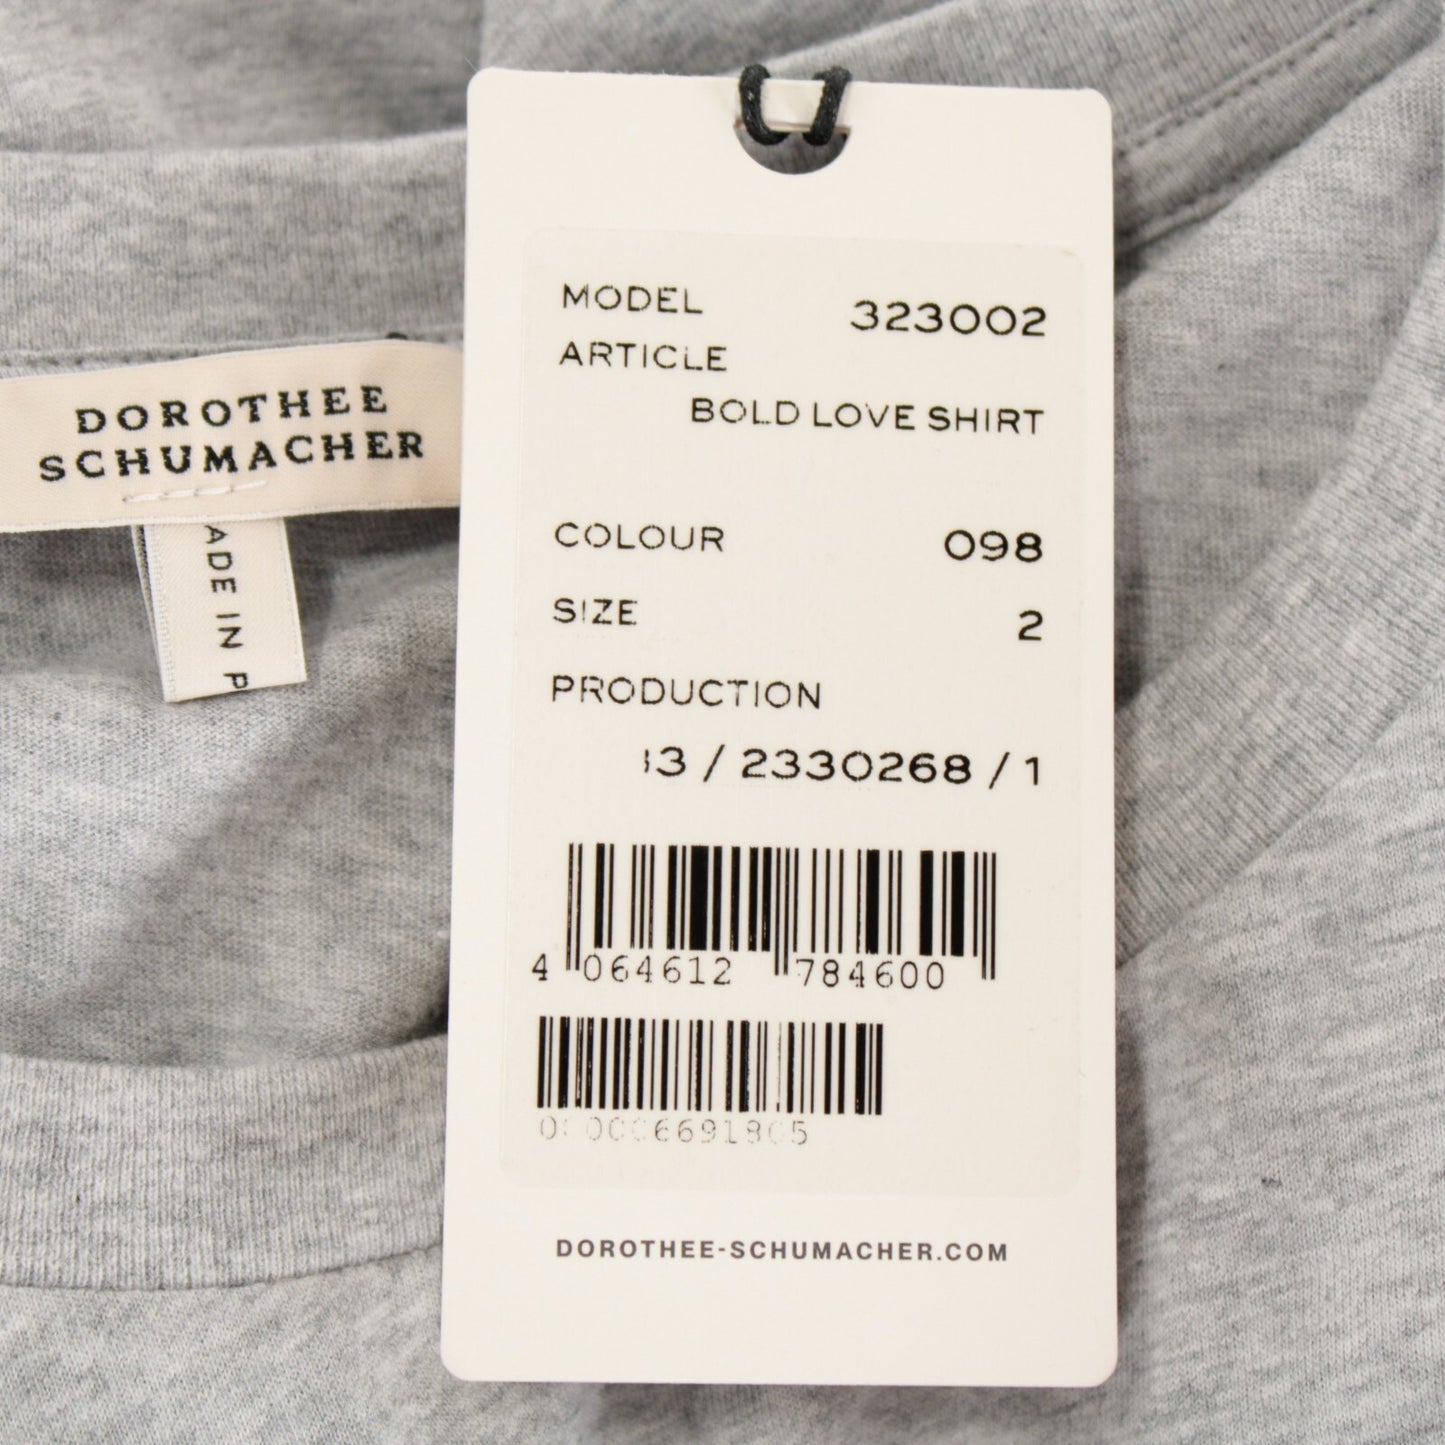 DOROTHEE
SCHUMACHER
ADE IN P
MODEL 323002
ARTICLE
BOLD LOVE SHIRT
COLOUR 098
SIZE 2
PRODUCTION
3 / 2330268 / 1
4 064612 784600
DOROTHEE-SCHUMACHER.COM